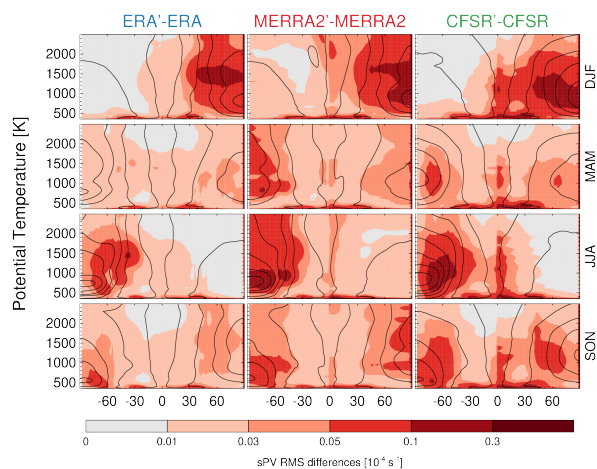 ERA'-ERA MERRA2'-MERRA2 CFSR'-CFSR
Potential Temperature [K]
2000
1500
1000
500
DJF
2000
1500
1000
500
MAM
2000
1500
1000
500
JJA
2000
1500
1000
500
SON
-60 -30 0 30 60 -60 -30 0 30 60 -60 -30 0 30 60
0 0.01 0.03 0.05 0.1 0.3
sPV RMS differences [10⁻⁴ s⁻¹]